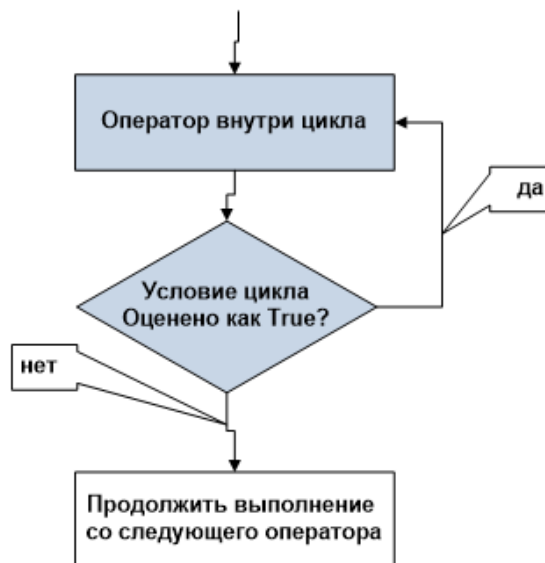 Оператор внутри цикла
да
Условие цикла
Оценено как True?
нет
Продолжить выполнение
со следующего оператора